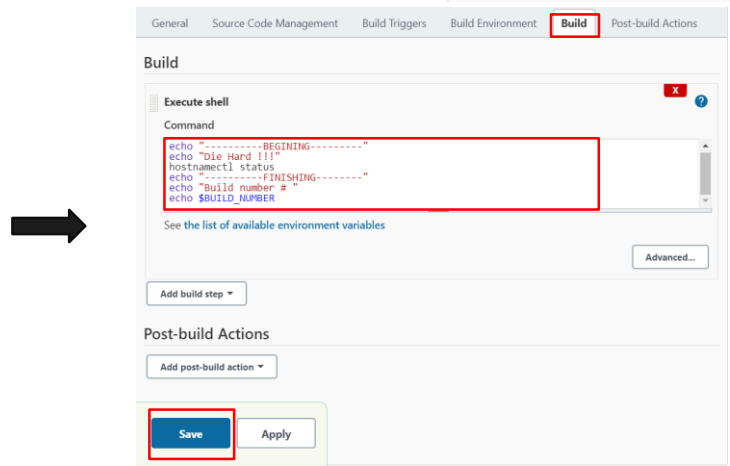 General Source Code Management Build Triggers Build Environment Build Post-build Actions
Build
Execute shell
X
?
Command
echo "----------BEGINING---------"
echo "Die Hard !!!"
hostnamectl status
echo "----------FINISHING--------"
echo "Build number # "
echo $BUILD_NUMBER
See the list of available environment variables
Advanced...
Add build step
Post-build Actions
Add post-build action
Save Apply